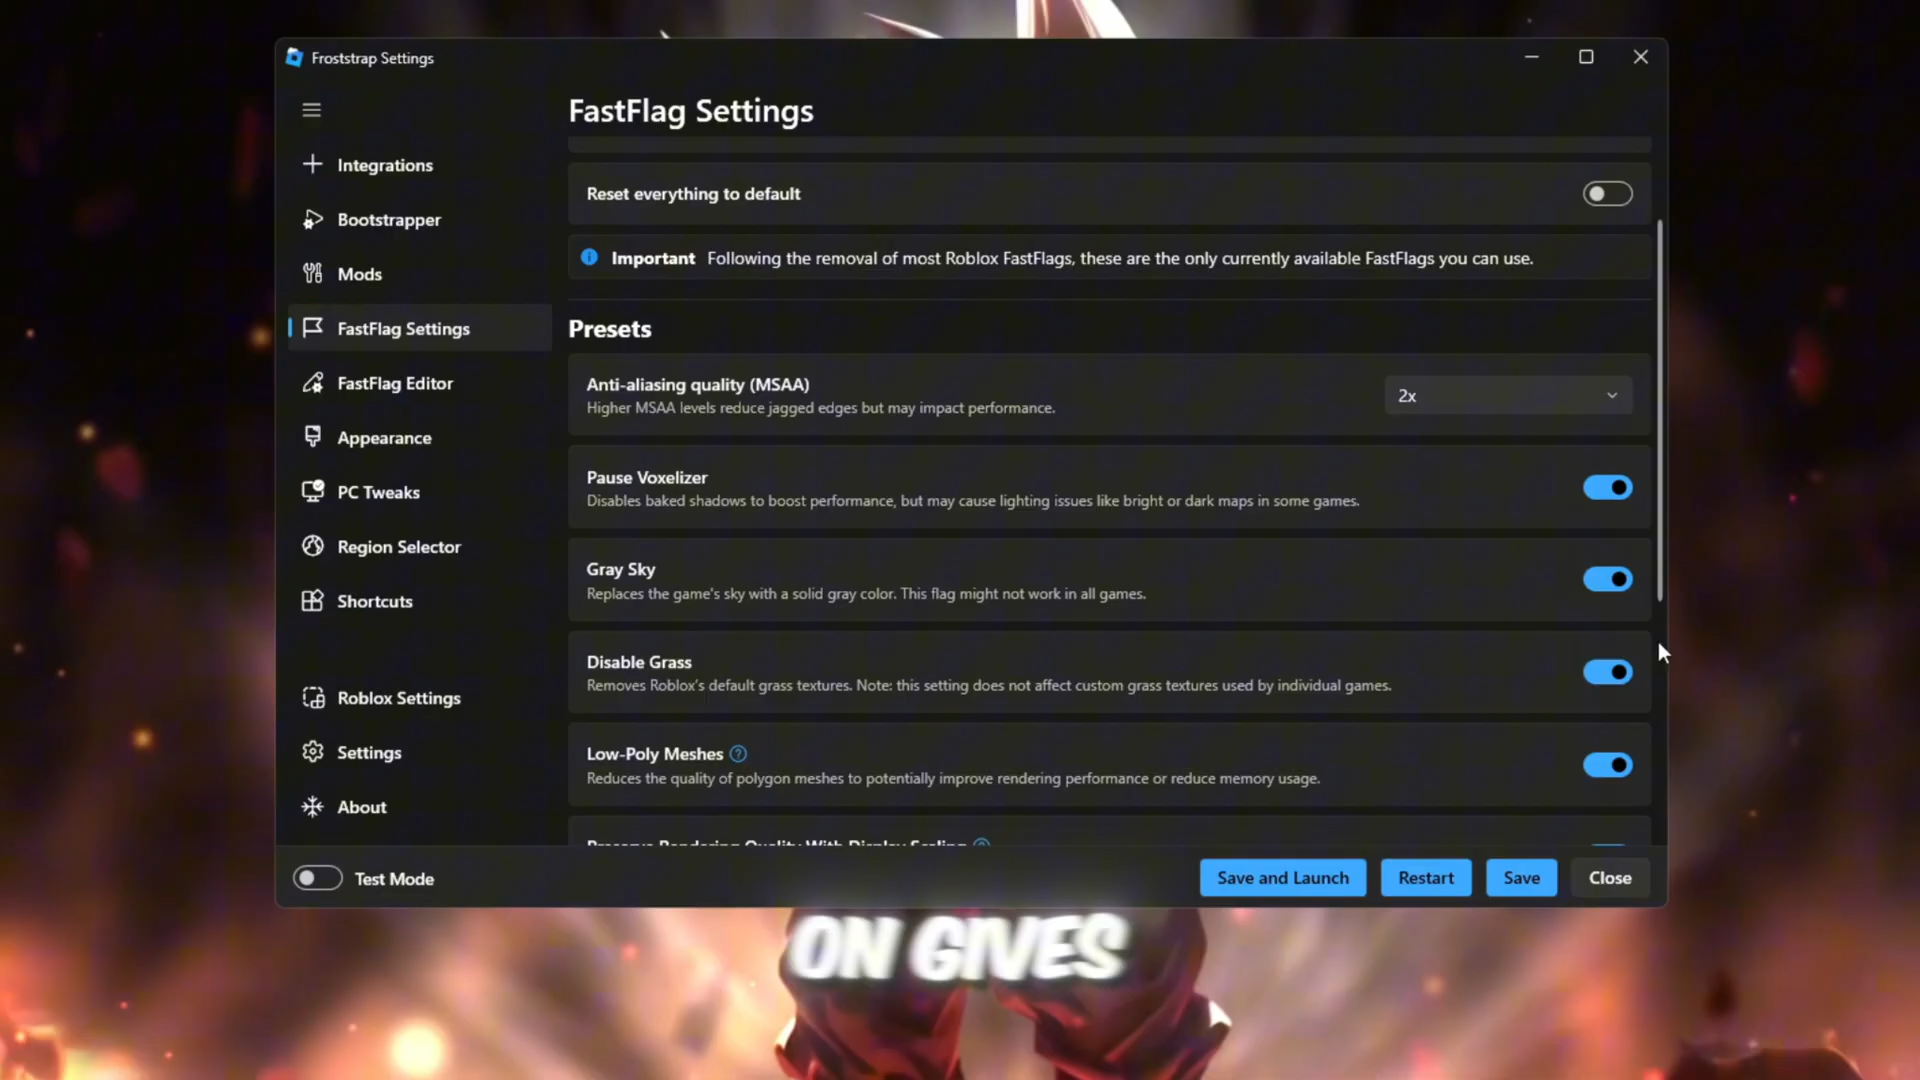 Froststrap Settings
FastFlag Settings
Integrations
Bootstrapper
Mods
FastFlag Settings
FastFlag Editor
Appearance
PC Tweaks
Region Selector
Shortcuts
Roblox Settings
Settings
About
Reset everything to default
Important Following the removal of most Roblox FastFlags, these are the only currently available FastFlags you can use.
Presets
Anti-aliasing quality (MSAA)
Higher MSAA levels reduce jagged edges but may impact performance.
2x
Pause Voxelizer
Disables baked shadows to boost performance, but may cause lighting issues like bright or dark maps in some games.
Gray Sky
Replaces the game's sky with a solid gray color. This flag might not work in all games.
Disable Grass
Removes Roblox's default grass textures. Note: this setting does not affect custom grass textures used by individual games.
Low-Poly Meshes
Reduces the quality of polygon meshes to potentially improve rendering performance or reduce memory usage.
Preserve Rendering Quality With Display Scaling
Test Mode
Save and Launch
Restart
Save
Close
ON GIVES